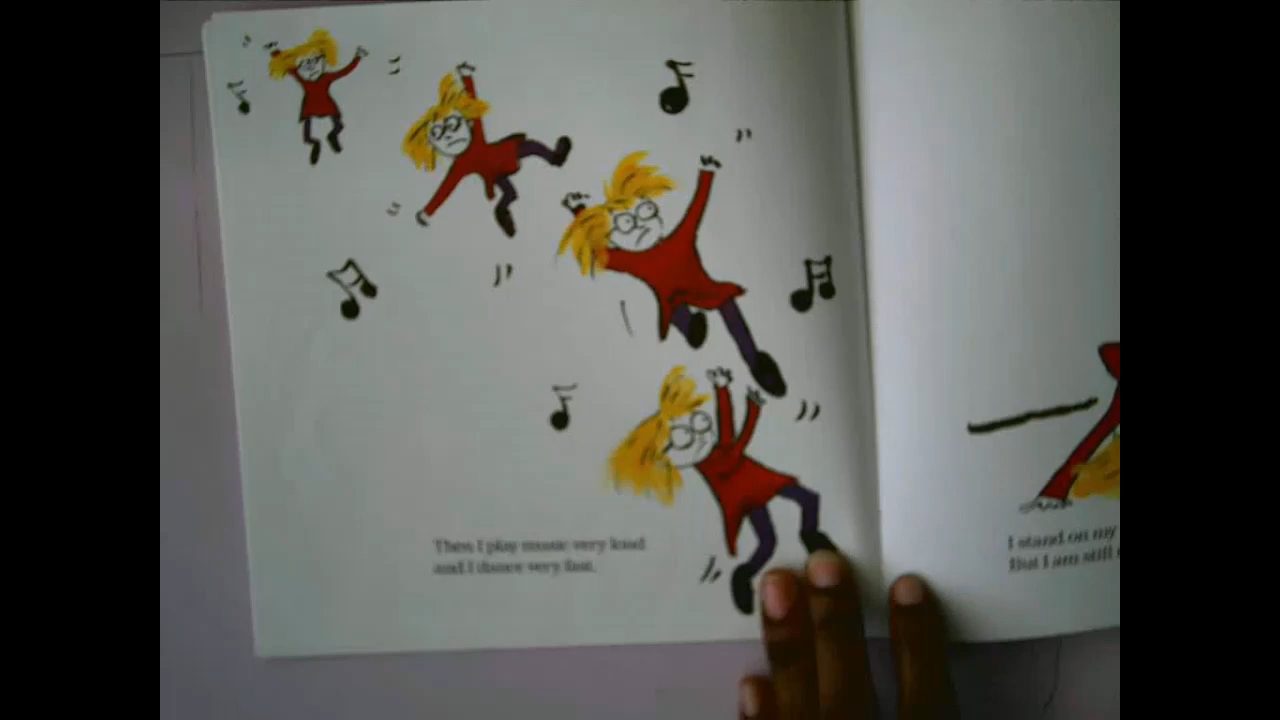 Then I play music very loud
and I dance very fast.
I stand on my
But I am still